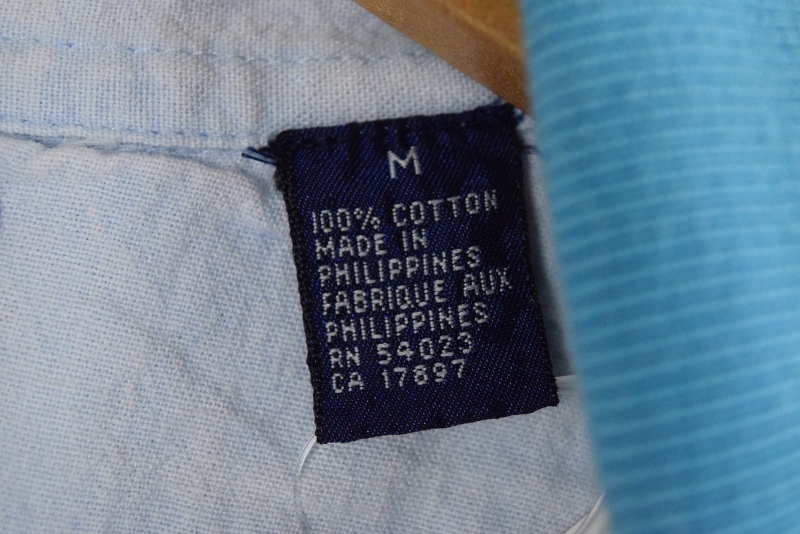 M
100% COTTON
MADE IN
PHILIPPINES
FABRIQUE AUX
PHILIPPINES
RN 54023
CA 17897